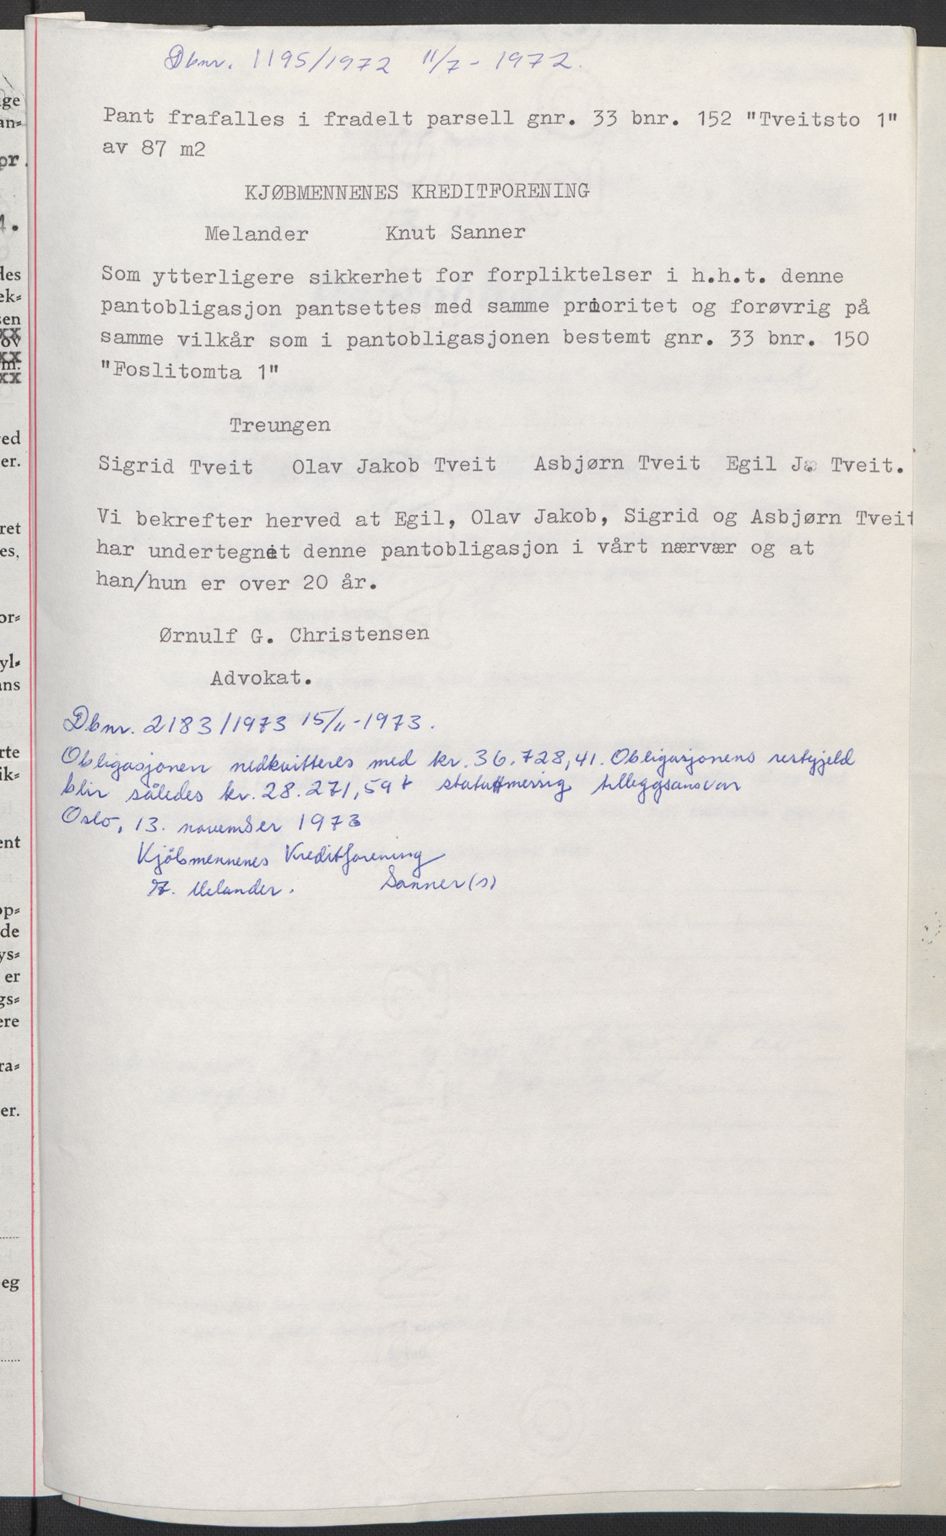 Dbnr. 1195/1972 11/7 - 1972.
Pant frafalles i fradelt parsell gnr. 33 bnr. 152 "Tveitsto 1"
av 87 m2
KJØBMENNENES KREDITFORENING
Melander Knut Sanner
Som ytterligere sikkerhet for forpliktelser i h.h.t. denne
pantobligasjon pantsettes med samme prioritet og forøvrig på
samme vilkår som i pantobligasjonen bestemt gnr. 33 bnr. 150
"Foslitomta 1"
Treungen
Sigrid Tveit Olav Jakob Tveit Asbjørn Tveit Egil J. Tveit.
Vi bekrefter herved at Egil, Olav Jakob, Sigrid og Asbjørn Tveit
har undertegnet denne pantobligasjon i vårt nærvær og at
han/hun er over 20 år.
Ørnulf G. Christensen
Advokat.
Dbnr. 2183/1973 15/11-1973.
Obligasjonen nedkvitteres med kr. 36.728,41. Obligasjonens restgjeld
blir således kr. 28.271,59 + statuttmessig tilleggsansvar
Oslo, 13. november 1973
Kjøbmennenes Kreditforening
Melander. Sanner (s)